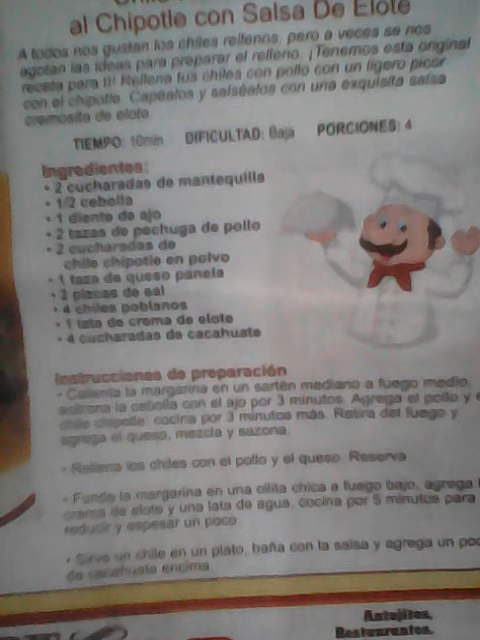 al Chipotle con Salsa De Elote
A todos nos gustan los chiles rellenos, pero a veces se nos
agotan las ideas para preparar el relleno. ¡Tenemos esta original
receta para ti! Rellena tus chiles con pollo con un ligero picor
con el chipotle. Capéalos y salséalos con una exquisita salsa
cremosita de elote.
TIEMPO: 10min DIFICULTAD: Baja PORCIONES: 4
Ingredientes:
• 2 cucharadas de mantequilla
• 1/2 cebolla
• 1 diente de ajo
• 2 tazas de pechuga de pollo
• 2 cucharadas de
chile chipotle en polvo
• 1 taza de queso panela
• 2 pizcas de sal
• 4 chiles poblanos
• 1 lata de crema de elote
• 4 cucharadas de cacahuate
Instrucciones de preparación
• Calienta la margarina en un sartén mediano a fuego medio,
acitrona la cebolla con el ajo por 3 minutos. Agrega el pollo y
chile chipotle; cocina por 3 minutos más. Retira del fuego y
agrega el queso, mezcla y sazona.
• Rellena los chiles con el pollo y el queso. Reserva
• Funde la margarina en una ollita chica a fuego bajo, agrega
crema de elote y una lata de agua, cocina por 5 minutos para
reducir y espesar un poco.
• Sirve un chile en un plato, baña con la salsa y agrega un poc
de cacahuate encima
Antojitos,
Restaurantes,